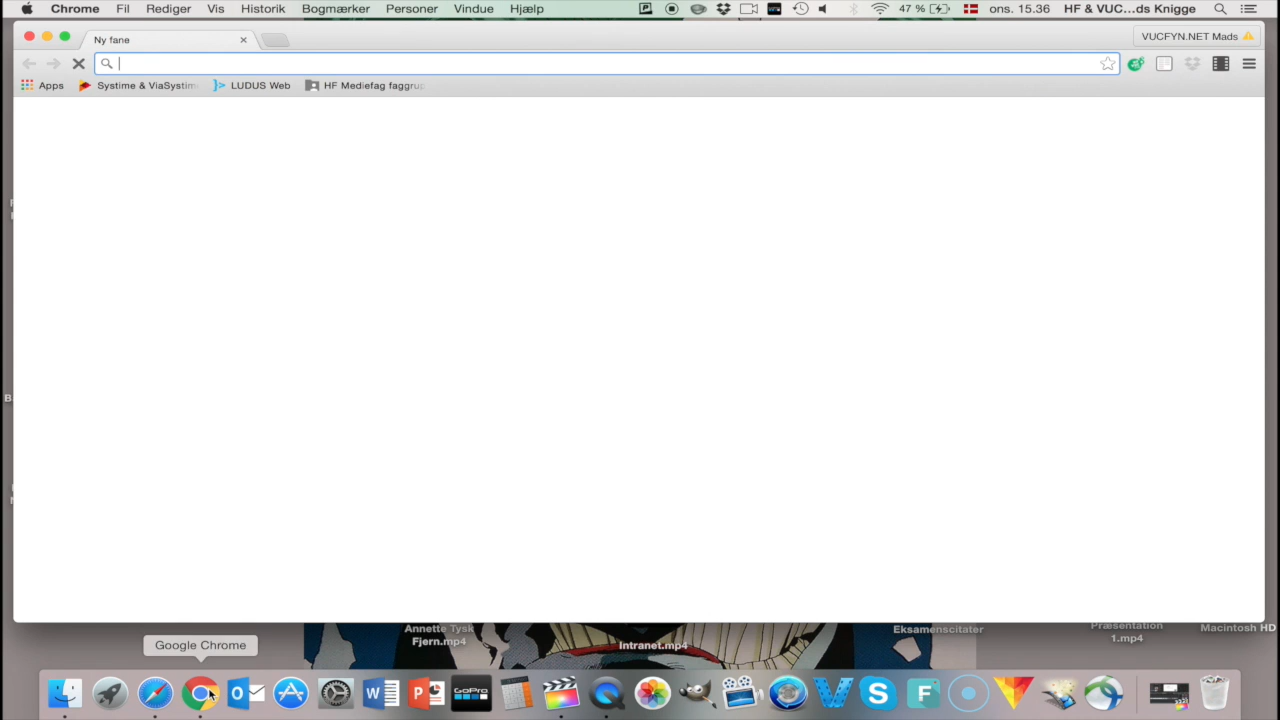 Chrome Fil Rediger Vis Historik Bogmærker Personer Vindue Hjælp 47 % ons. 15.36 HF & VUC...ds Knigge
Ny fane VUCFYN.NET Mads
Apps Systime & ViaSystim LUDUS Web HF Mediefag faggrup
Annette Tysk
Fjern.mp4
Intranet.mp4
Eksamenscitater
Præsentation
1.mp4
Macintosh HD
Google Chrome
GoPro